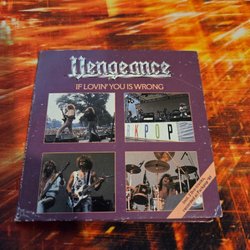 Vengeance
IF LOVIN' YOU IS WRONG
KPOP